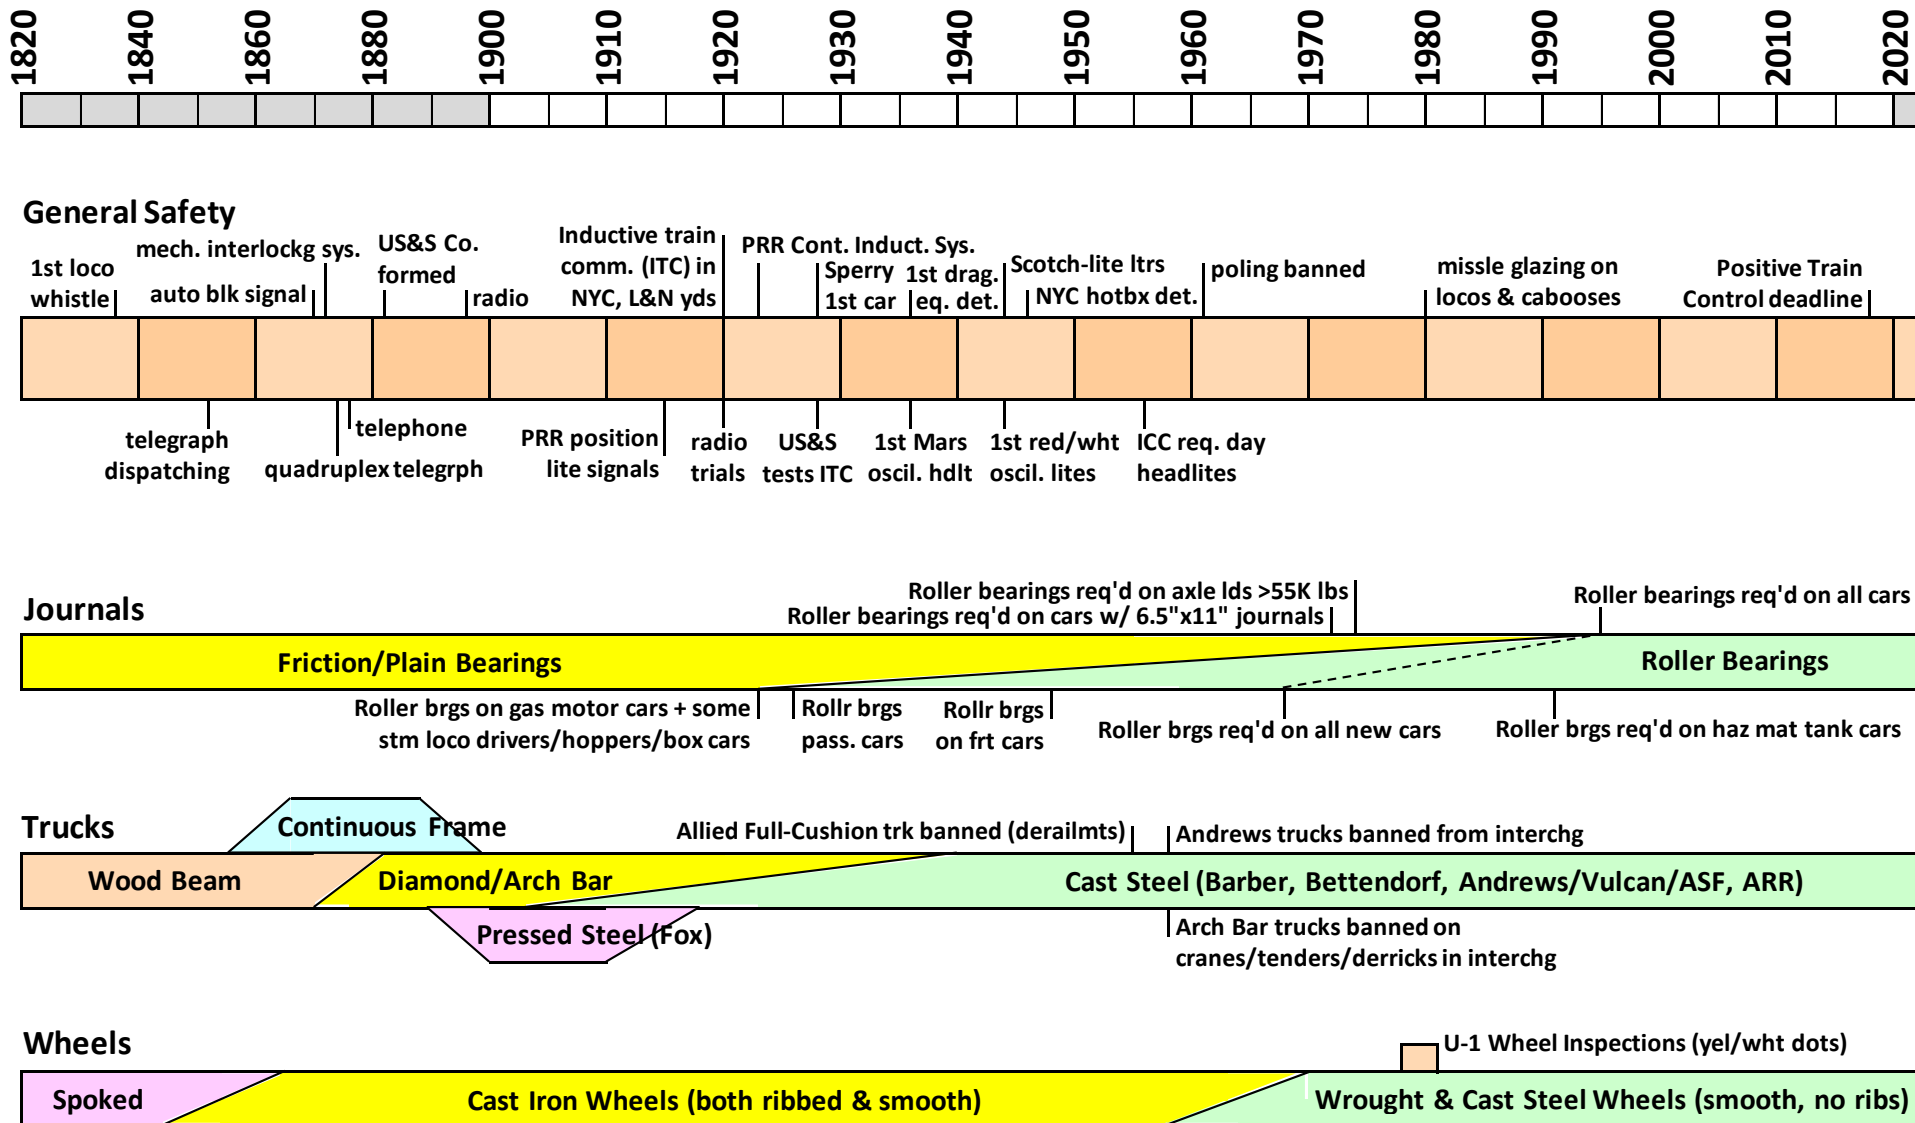 1820 1840 1860 1880 1900 1910 1920 1930 1940 1950 1960 1970 1980 1990 2000 2010 2020
General Safety
1st loco
whistle
mech. interlockg sys.
auto blk signal
US&S Co.
formed
radio
Inductive train
comm. (ITC) in
NYC, L&N yds
PRR Cont. Induct. Sys.
Sperry
1st car
1st drag.
eq. det.
Scotch-lite ltrs
NYC hotbx det.
poling banned
missle glazing on
locos & cabooses
Positive Train
Control deadline
telegraph
dispatching
telephone
quadruplex telegrph
PRR position
lite signals
radio
trials
US&S
tests ITC
1st Mars
oscil. hdlt
1st red/wht
oscil. lites
ICC req. day
headlites
Journals
Roller bearings req'd on axle lds >55K lbs
Roller bearings req'd on cars w/ 6.5"x11" journals
Roller bearings req'd on all cars
Friction/Plain Bearings
Roller Bearings
Roller brgs on gas motor cars + some
stm loco drivers/hoppers/box cars
Rollr brgs
pass. cars
Rollr brgs
on frt cars
Roller brgs req'd on all new cars
Roller brgs req'd on haz mat tank cars
Trucks
Continuous Frame
Allied Full-Cushion trk banned (derailmts)
Andrews trucks banned from interchg
Wood Beam
Diamond/Arch Bar
Cast Steel (Barber, Bettendorf, Andrews/Vulcan/ASF, ARR)
Pressed Steel (Fox)
Arch Bar trucks banned on
cranes/tenders/derricks in interchg
Wheels
U-1 Wheel Inspections (yel/wht dots)
Spoked
Cast Iron Wheels (both ribbed & smooth)
Wrought & Cast Steel Wheels (smooth, no ribs)